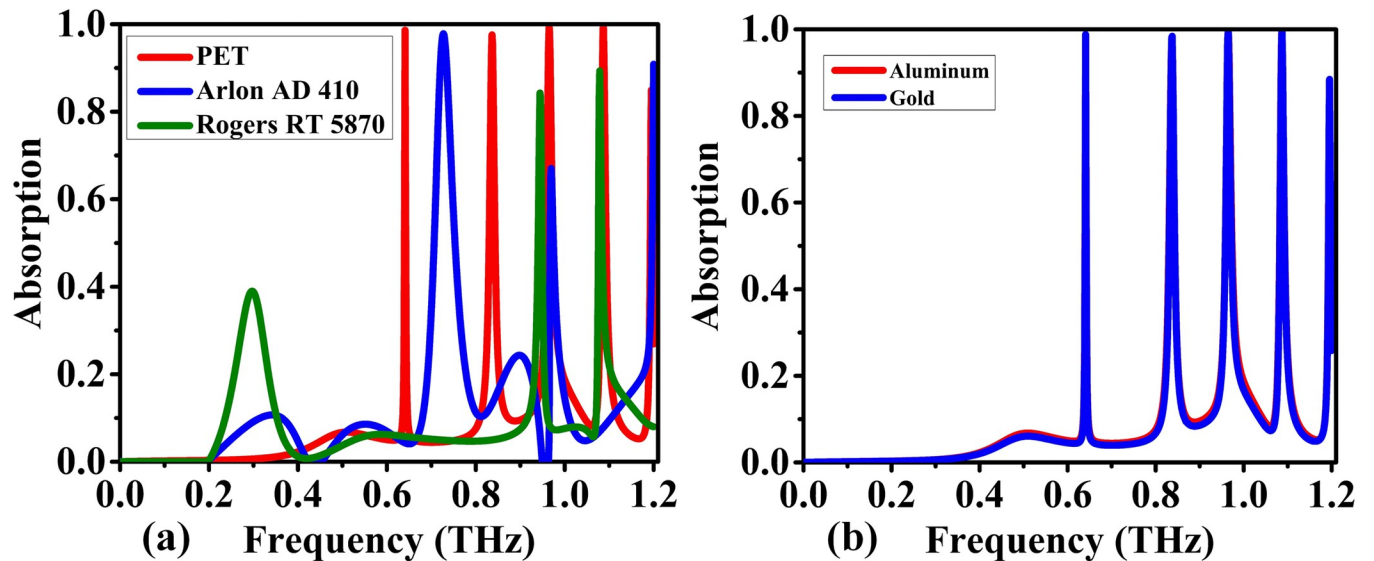 1.0
0.8
0.6
0.4
0.2
0.0
Absorption
PET
Arlon AD 410
Rogers RT 5870
0.0 0.2 0.4 0.6 0.8 1.0 1.2
(a) Frequency (THz)
1.0
0.8
0.6
0.4
0.2
0.0
Absorption
Aluminum
Gold
0.0 0.2 0.4 0.6 0.8 1.0 1.2
(b) Frequency (THz)